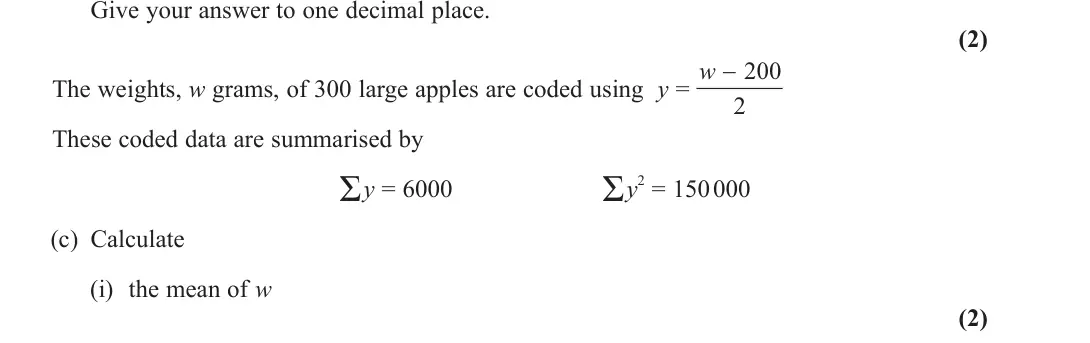 Give your answer to one decimal place.
(2)
The weights, w grams, of 300 large apples are coded using y = (w − 200)/2
These coded data are summarised by
∑y = 6000 ∑y² = 150 000
(c) Calculate
(i) the mean of w
(2)